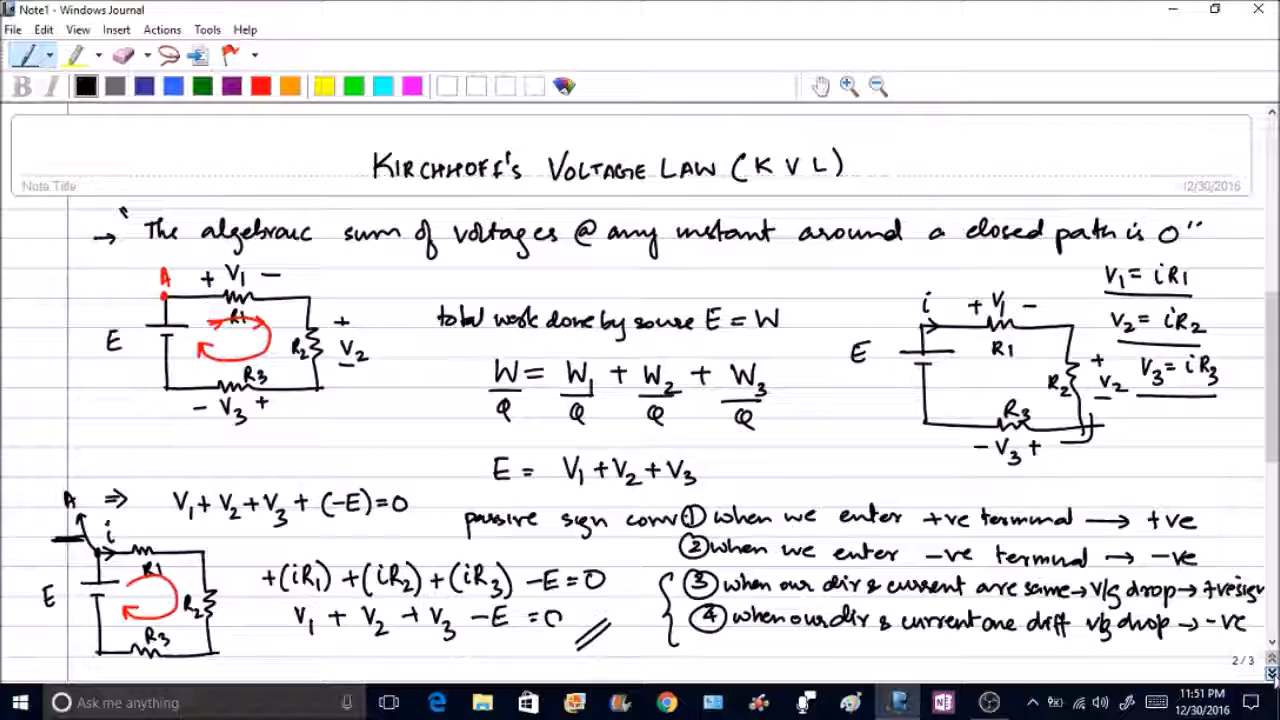 Note1 - Windows Journal
File Edit View Insert Actions Tools Help
B I
KIRCHHOFF'S VOLTAGE LAW (K V L)
Note Title
12/30/2016
→ "The algebraic sum of voltages @ any instant around a closed path is 0"
A
+ V1 -
R1
E
R2
+
V2
-
R3
- V3 +
total work done by sourse E = W
W = W1 + W2 + W3
Q Q Q Q
E = V1 + V2 + V3
i
+ V1 -
R1
E
R2
+
V2
-
R3
- V3 +
V1 = iR1
V2 = iR2
V3 = iR3
⇒ V1 + V2 + V3 + (-E) = 0
A
i
R1
E
R2
R3
+(iR1) + (iR2) + (iR3) - E = 0
V1 + V2 + V3 - E = 0
passive sign conv ① when we enter +ve terminal → +ve
② when we enter -ve terminal → -ve
③ when our dir & current are same → v/g drop → +ve sign
④ when our dir & current are diff v/g drop → -ve
2 / 3
Ask me anything
11:51 PM
12/30/2016